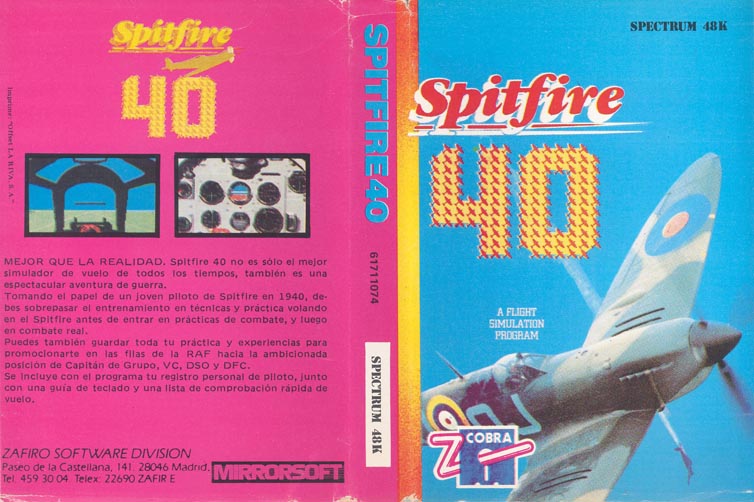 Spitfire
40
Imprime: "Offset LA RIVA, S.A."
MEJOR QUE LA REALIDAD. Spitfire 40 no es sólo el mejor
simulador de vuelo de todos los tiempos, también es una
espectacular aventura de guerra.
Tomando el papel de un joven piloto de Spitfire en 1940, de-
bes sobrepasar el entrenamiento en técnicas y práctica volando
en el Spitfire antes de entrar en prácticas de combate, y luego
en combate real.
Puedes también guardar toda tu práctica y experiencias para
promocionarte en las filas de la RAF hacia la ambicionada
posición de Capitán de Grupo, VC, DSO y DFC.
Se incluye con el programa tu registro personal de piloto, junto
con una guía de teclado y una lista de comprobación rápida de
vuelo.
ZAFIRO SOFTWARE DIVISION
Paseo de la Castellana, 141. 28046 Madrid.
Tel. 459 30 04. Telex: 22690 ZAFIR E
MIRRORSOFT
SPITFIRE 40
61711074
SPECTRUM 48K
SPECTRUM 48K
Spitfire
40
A FLIGHT
SIMULATION
PROGRAM
COBRA